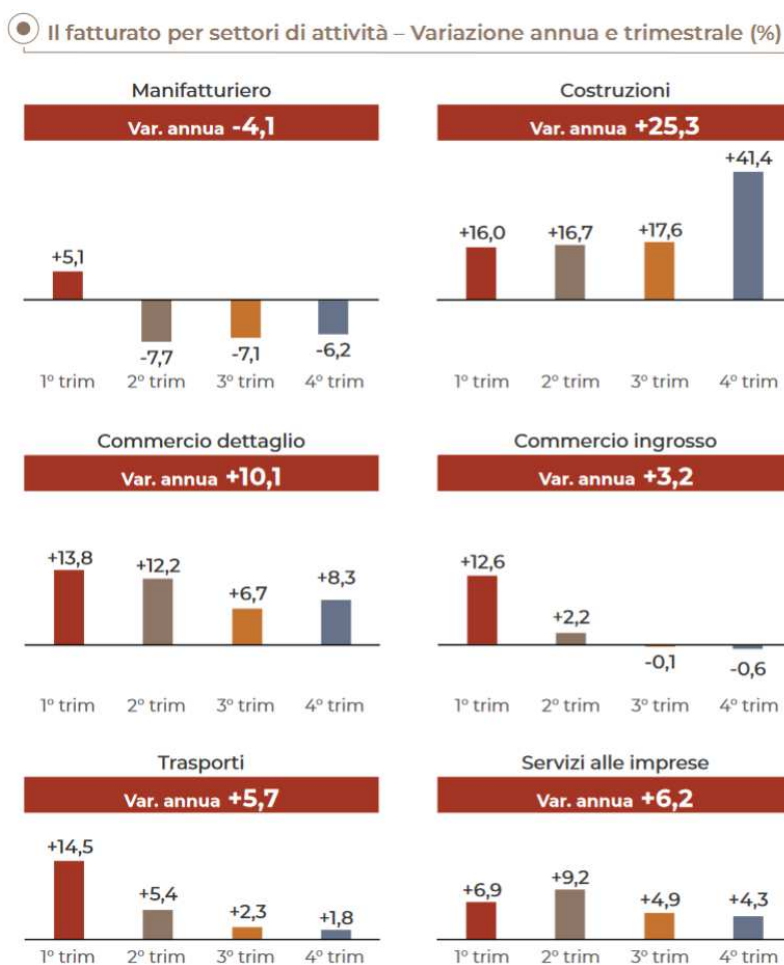 Il fatturato per settori di attività – Variazione annua e trimestrale (%)
Manifatturiero
Var. annua -4,1
+5,1
-7,7
-7,1
-6,2
1° trim 2° trim 3° trim 4° trim
Costruzioni
Var. annua +25,3
+16,0
+16,7
+17,6
+41,4
1° trim 2° trim 3° trim 4° trim
Commercio dettaglio
Var. annua +10,1
+13,8
+12,2
+6,7
+8,3
1° trim 2° trim 3° trim 4° trim
Commercio ingrosso
Var. annua +3,2
+12,6
+2,2
-0,1
-0,6
1° trim 2° trim 3° trim 4° trim
Trasporti
Var. annua +5,7
+14,5
+5,4
+2,3
+1,8
1° trim 2° trim 3° trim 4° trim
Servizi alle imprese
Var. annua +6,2
+6,9
+9,2
+4,9
+4,3
1° trim 2° trim 3° trim 4° trim